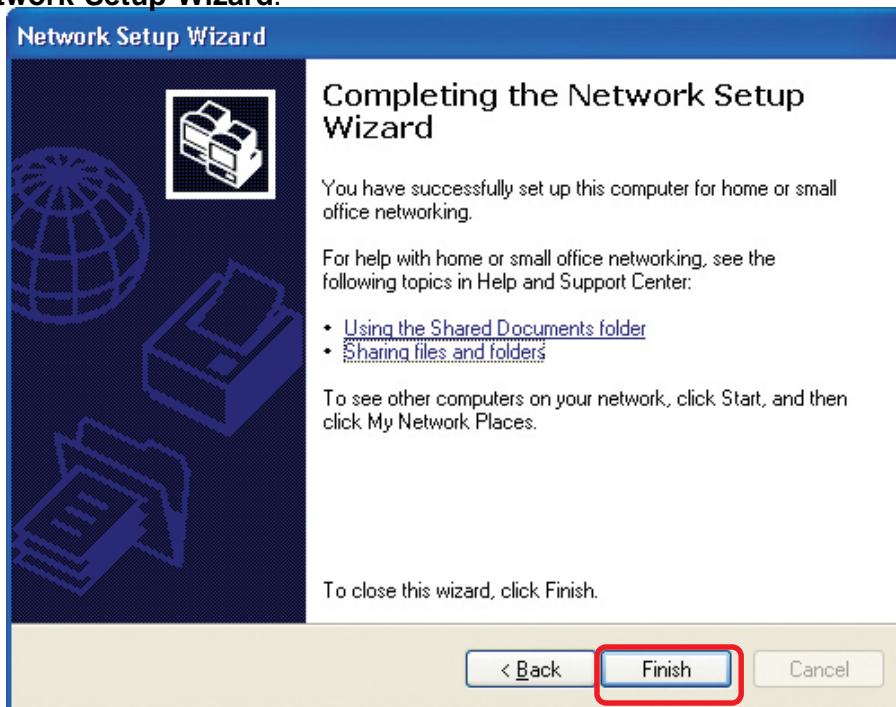 twork Setup Wizard.
Network Setup Wizard
Completing the Network Setup
Wizard
You have successfully set up this computer for home or small
office networking.
For help with home or small office networking, see the
following topics in Help and Support Center:
• Using the Shared Documents folder
• Sharing files and folders
To see other computers on your network, click Start, and then
click My Network Places.
To close this wizard, click Finish.
< Back Finish Cancel